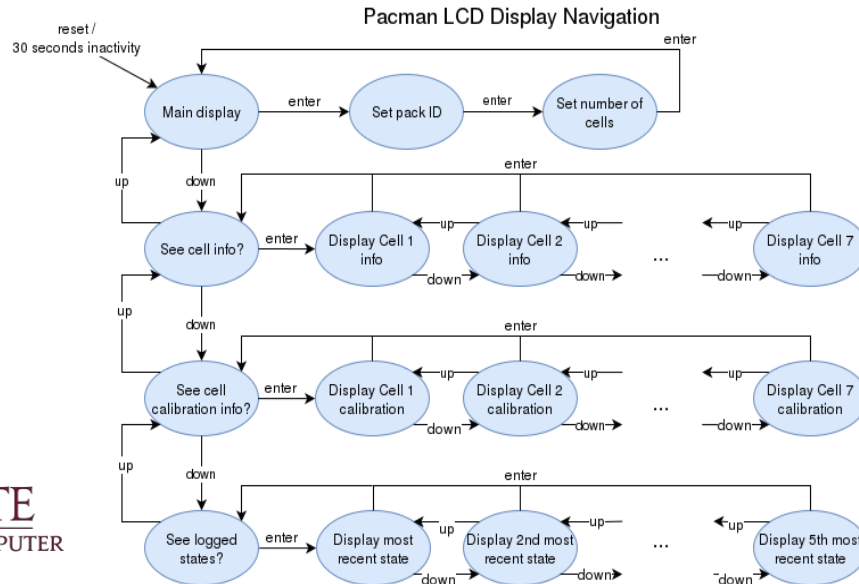 Pacman LCD Display Navigation
reset /
30 seconds inactivity
enter
Main display
enter
Set pack ID
enter
Set number of
cells
up
down
enter
See cell info?
enter
Display Cell 1
info
up
down
Display Cell 2
info
up
down
...
up
down
Display Cell 7
info
up
down
enter
See cell
calibration info?
enter
Display Cell 1
calibration
up
down
Display Cell 2
calibration
up
down
...
up
down
Display Cell 7
calibration
up
down
enter
See logged
states?
enter
Display most
recent state
up
down
Display 2nd most
recent state
up
down
...
up
down
Display 5th most
recent state
TE
PUTER